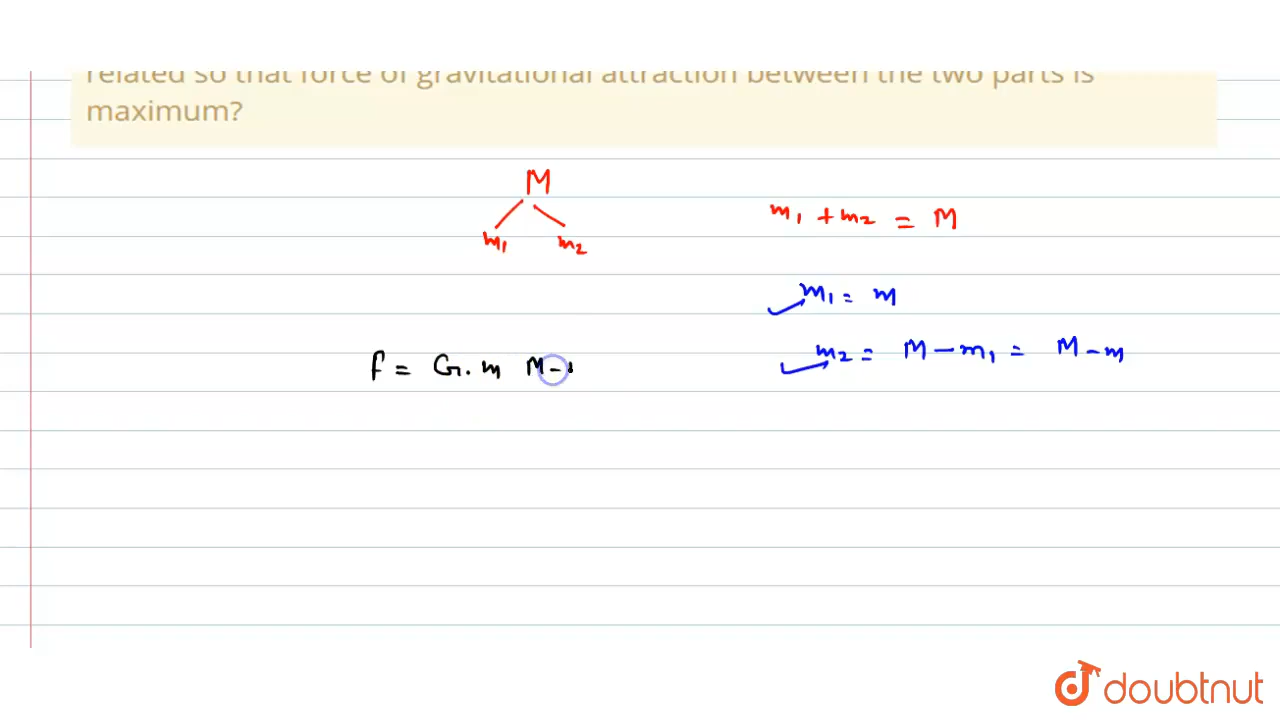 related so that force of gravitational attraction between the two parts is
maximum?
M
m1 m2
m1 + m2 = M
m1 = m
m2 = M - m1 = M - m
f = G. m M -
doubtnut